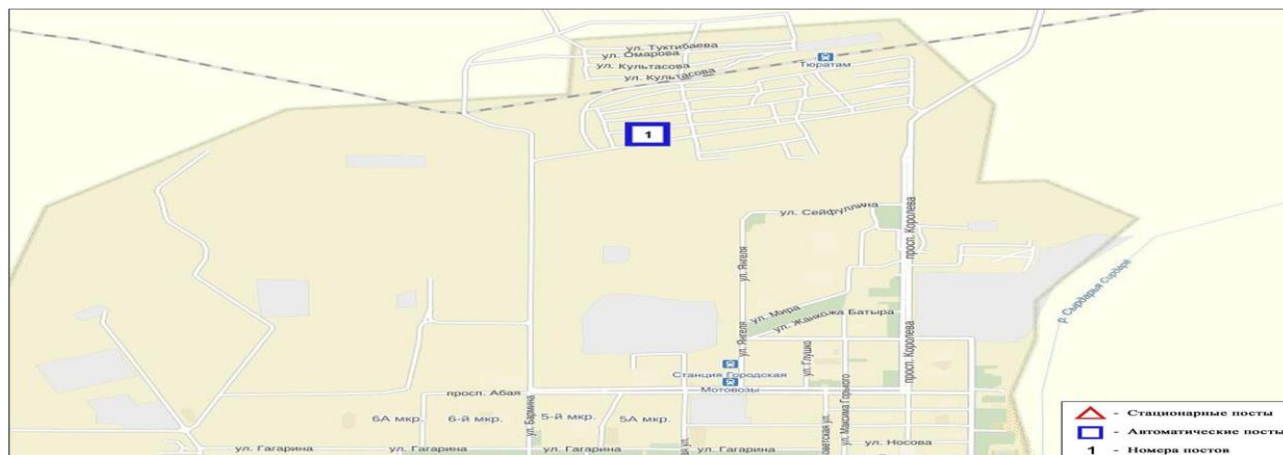 ул. Туктибаева
ул. Омарова
ул. Культасова
ул. Культасова
Тюратам
1
ул. Сейфуллина
просп. Королева
ул. Янгеля
р. Сырдарья Сирдаре
ул. Мира
ул. Жанкожа Батыра
ул. Янгеля
ул. Глушко
просп. Королева
Станция Городская
Мотовозы
просп. Абая
ул. Максима Горького
6А мкр.
6-й мкр.
ул. Бармина
5-й мкр.
5А мкр.
ул. Носова
ул. Гагарина
ул. Гагарина
ул. Гагарина
ул. Гагарина
- Стационарные посты
- Автоматические посты
1 - Номера постов